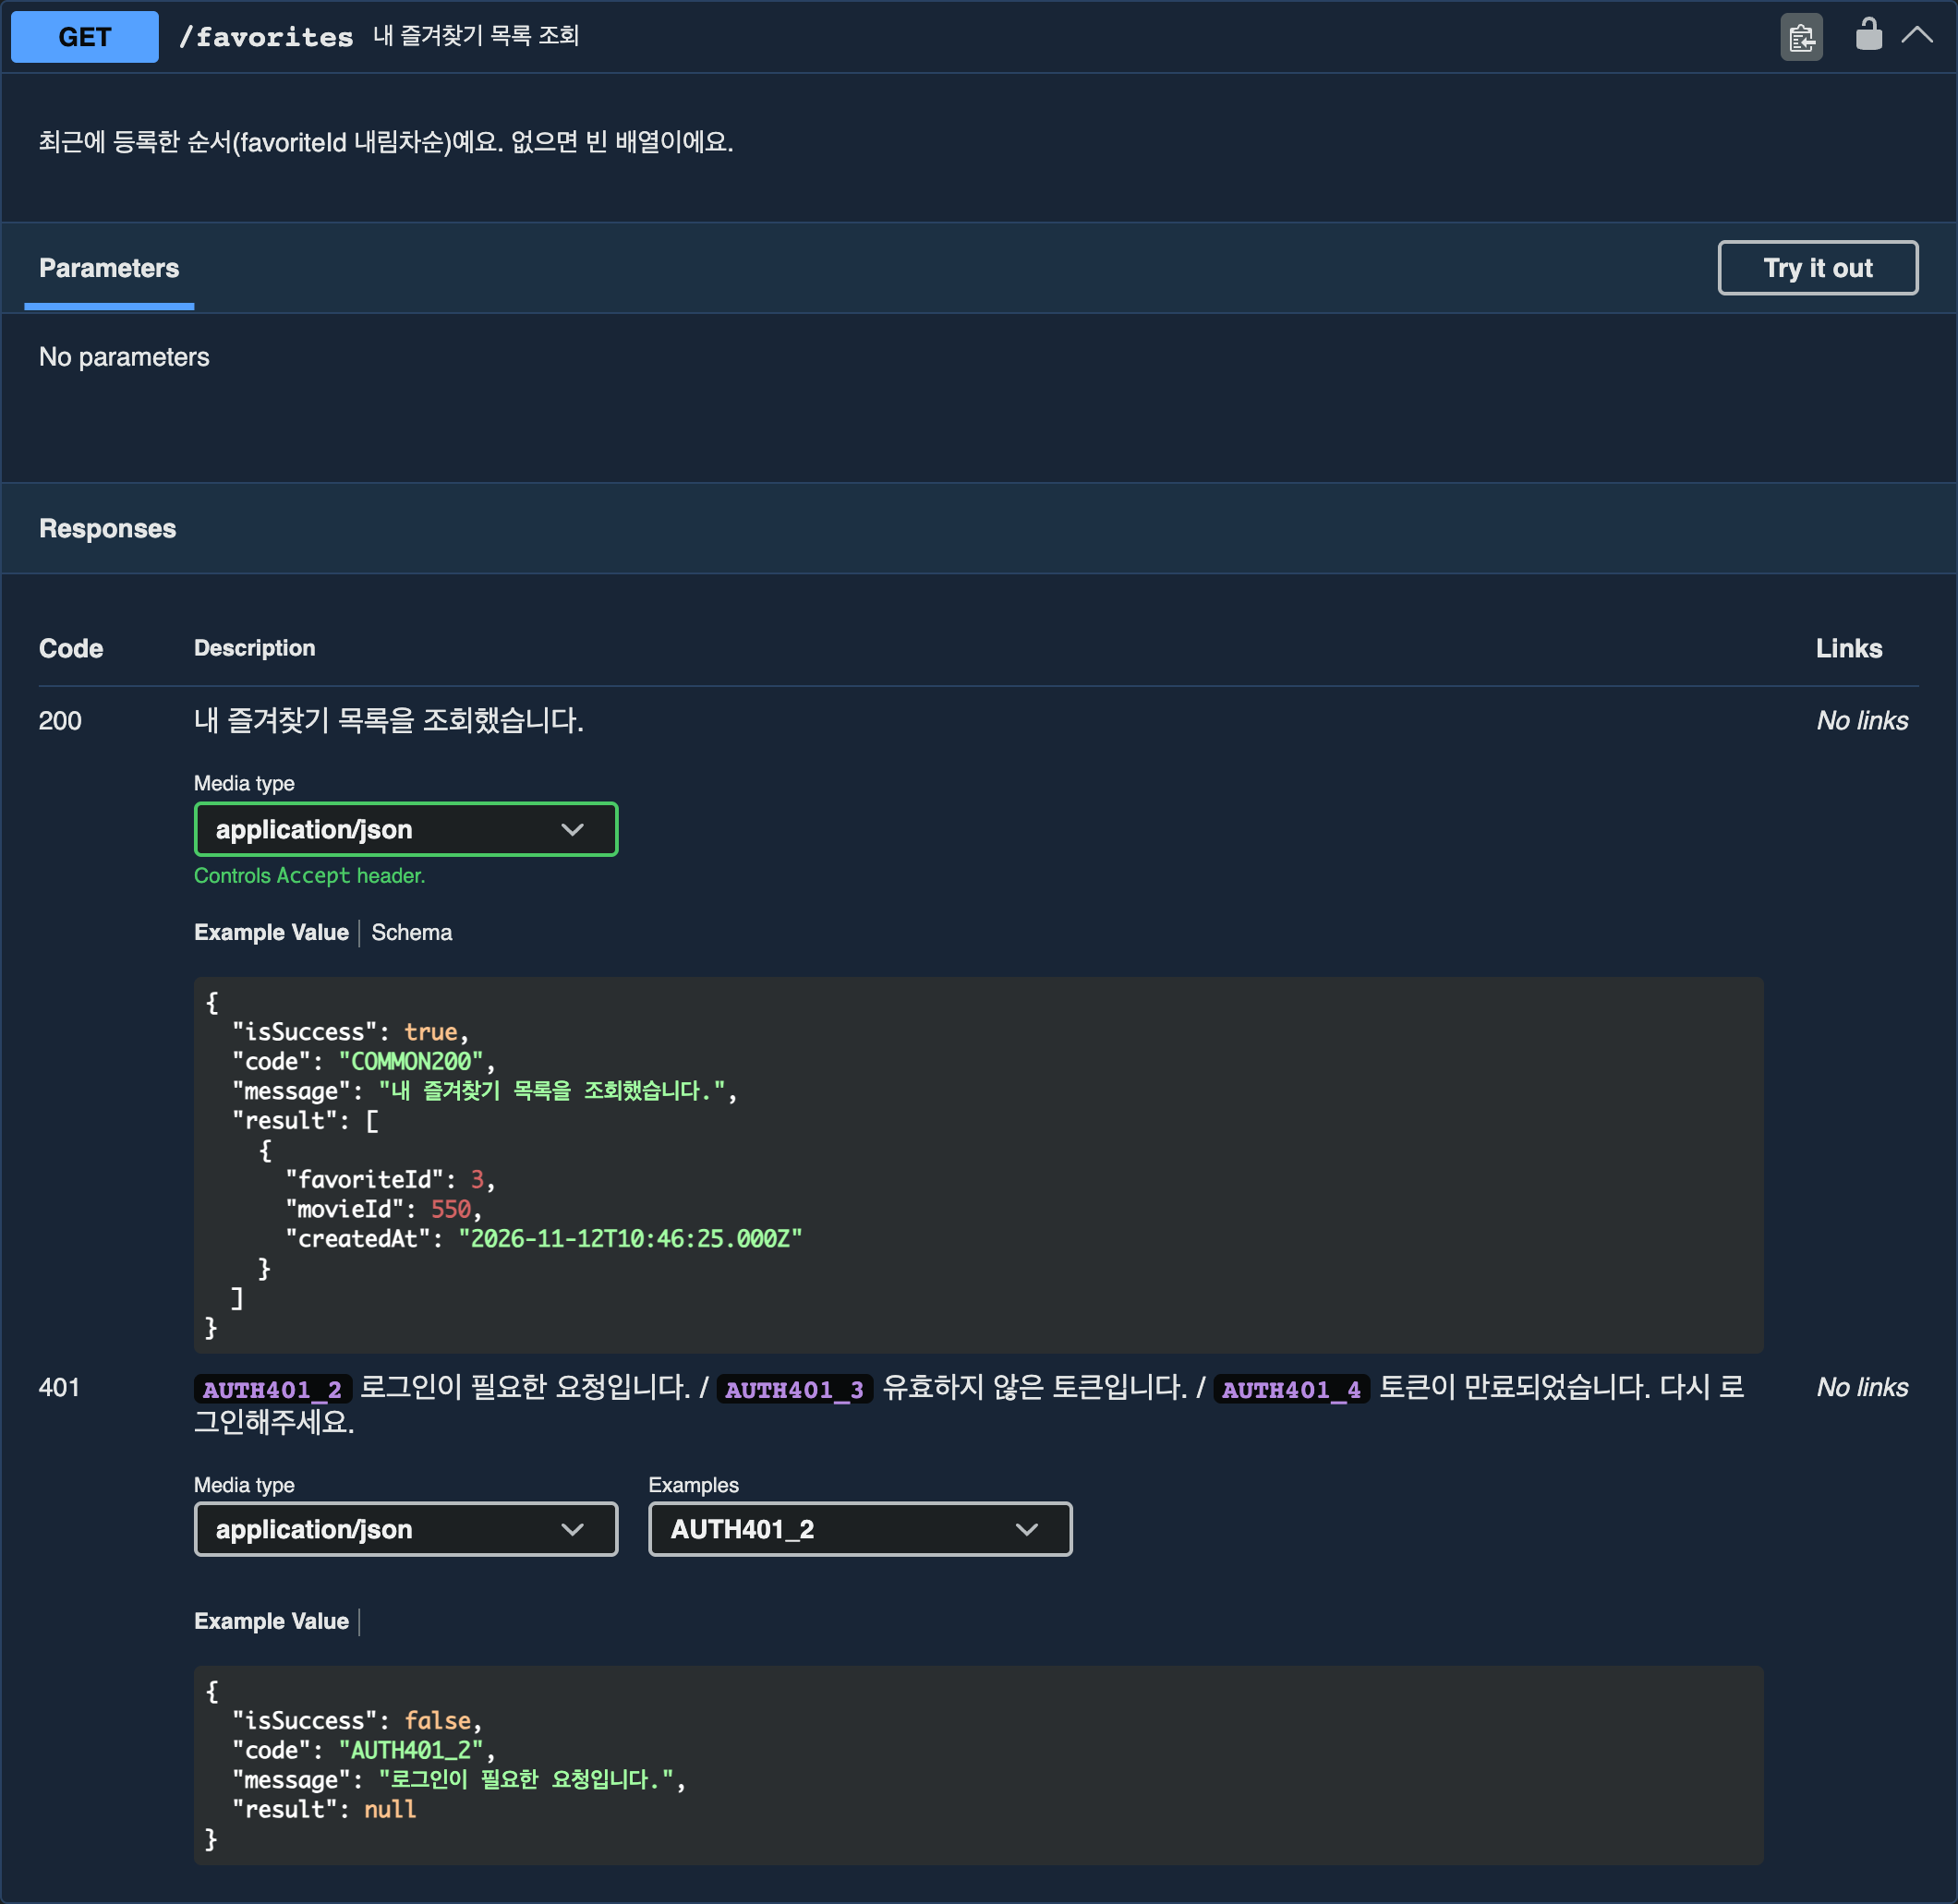 GET /favorites 내 즐겨찾기 목록 조회
최근에 등록한 순서(favoriteId 내림차순)예요. 없으면 빈 배열이에요.
Parameters
Try it out
No parameters
Responses
Code Description Links
200 내 즐겨찾기 목록을 조회했습니다. No links
Media type
application/json
Controls Accept header.
Example Value Schema
{
  "isSuccess": true,
  "code": "COMMON200",
  "message": "내 즐겨찾기 목록을 조회했습니다.",
  "result": [
    {
      "favoriteId": 3,
      "movieId": 550,
      "createdAt": "2026-11-12T10:46:25.000Z"
    }
  ]
}
401 AUTH401_2 로그인이 필요한 요청입니다. / AUTH401_3 유효하지 않은 토큰입니다. / AUTH401_4 토큰이 만료되었습니다. 다시 로 No links
그인해주세요.
Media type Examples
application/json AUTH401_2
Example Value
{
  "isSuccess": false,
  "code": "AUTH401_2",
  "message": "로그인이 필요한 요청입니다.",
  "result": null
}